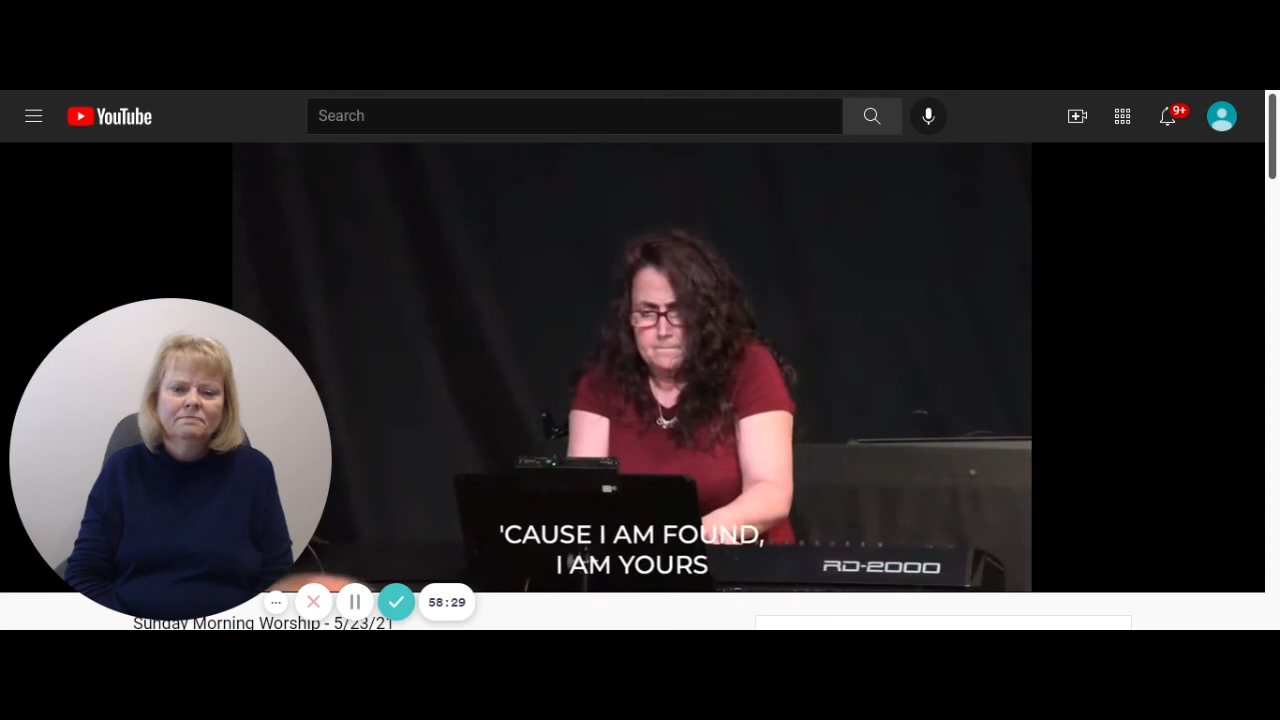 YouTube
Search
9+
'CAUSE I AM FOUND,
I AM YOURS
RD-2000
58:29
Sunday Morning Worship - 5/23/21